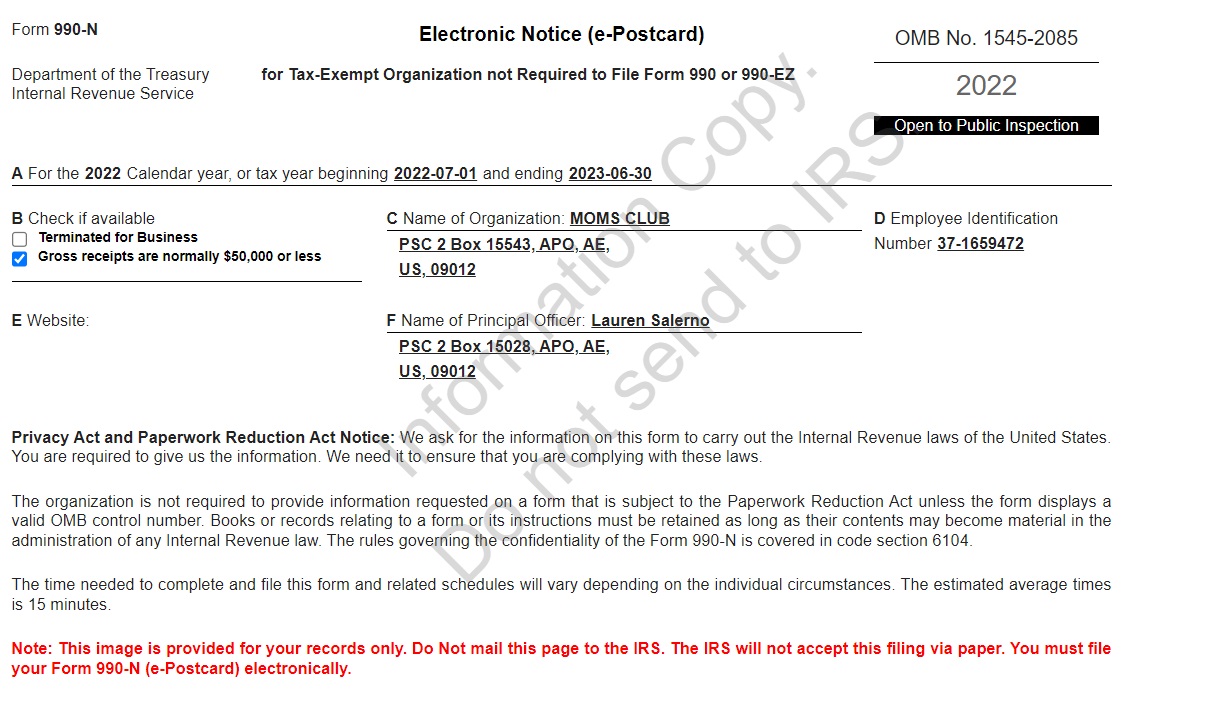 Form 990-N
Electronic Notice (e-Postcard)
OMB No. 1545-2085
Department of the Treasury
Internal Revenue Service
for Tax-Exempt Organization not Required to File Form 990 or 990-EZ
2022
Open to Public Inspection
A For the 2022 Calendar year, or tax year beginning 2022-07-01 and ending 2023-06-30
B Check if available
Terminated for Business
Gross receipts are normally $50,000 or less
C Name of Organization: MOMS CLUB
PSC 2 Box 15543, APO, AE,
US, 09012
D Employee Identification
Number 37-1659472
E Website:
F Name of Principal Officer: Lauren Salerno
PSC 2 Box 15028, APO, AE,
US, 09012
Privacy Act and Paperwork Reduction Act Notice: We ask for the information on this form to carry out the Internal Revenue laws of the United States.
You are required to give us the information. We need it to ensure that you are complying with these laws.
The organization is not required to provide information requested on a form that is subject to the Paperwork Reduction Act unless the form displays a
valid OMB control number. Books or records relating to a form or its instructions must be retained as long as their contents may become material in the
administration of any Internal Revenue law. The rules governing the confidentiality of the Form 990-N is covered in code section 6104.
The time needed to complete and file this form and related schedules will vary depending on the individual circumstances. The estimated average times
is 15 minutes.
Note: This image is provided for your records only. Do Not mail this page to the IRS. The IRS will not accept this filing via paper. You must file
your Form 990-N (e-Postcard) electronically.
Information Copy.
Do not send to IRS.